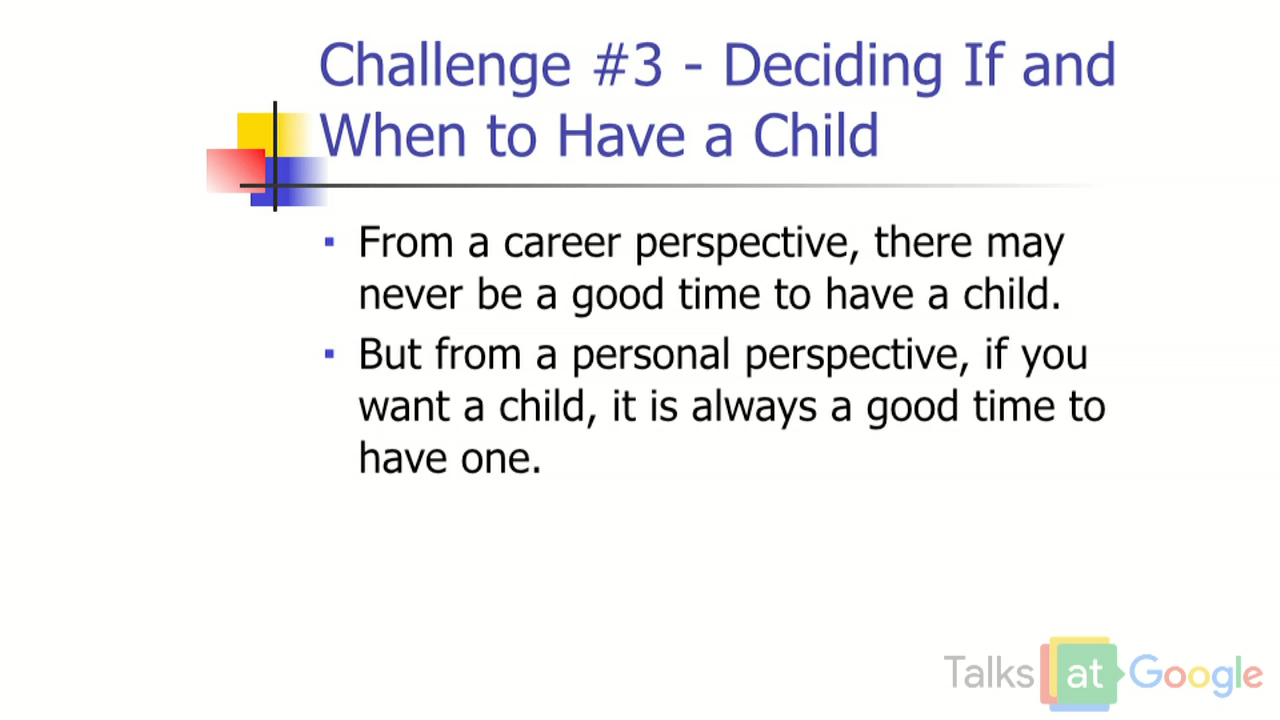 Challenge #3 - Deciding If and
When to Have a Child
▪ From a career perspective, there may
never be a good time to have a child.
▪ But from a personal perspective, if you
want a child, it is always a good time to
have one.
Talks at Google